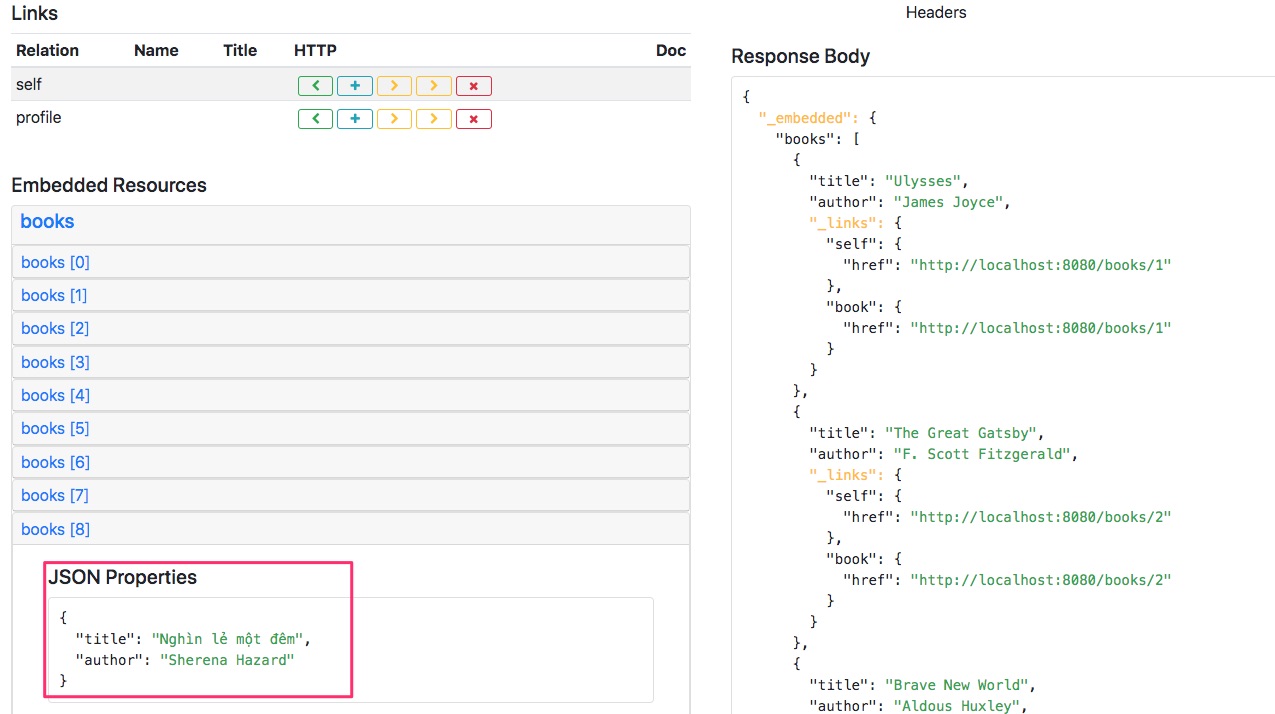 Links
Relation Name Title HTTP Doc
self
profile
Embedded Resources
books
books [0]
books [1]
books [2]
books [3]
books [4]
books [5]
books [6]
books [7]
books [8]
JSON Properties
{
"title": "Nghìn lẻ một đêm",
"author": "Sherena Hazard"
}
Headers
Response Body
{
"_embedded": {
"books": [
{
"title": "Ulysses",
"author": "James Joyce",
"_links": {
"self": {
"href": "http://localhost:8080/books/1"
},
"book": {
"href": "http://localhost:8080/books/1"
}
}
},
{
"title": "The Great Gatsby",
"author": "F. Scott Fitzgerald",
"_links": {
"self": {
"href": "http://localhost:8080/books/2"
},
"book": {
"href": "http://localhost:8080/books/2"
}
}
},
{
"title": "Brave New World",
"author": "Aldous Huxley",